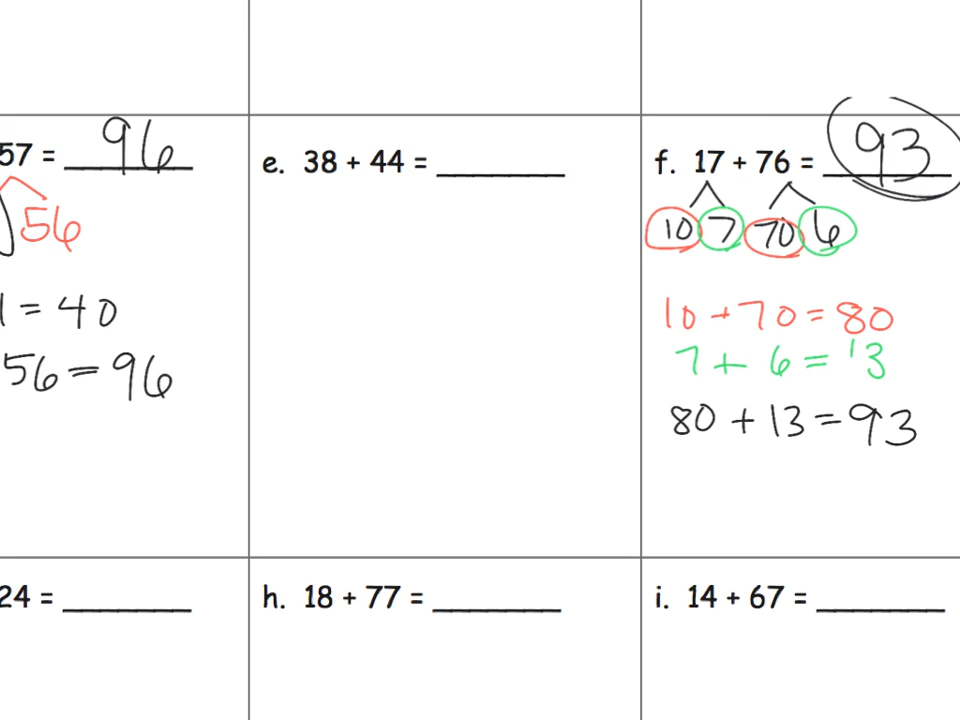 57 = 96
56
= 40
56 = 96
e. 38 + 44 = ________
f. 17 + 76 = 93
10 7 70 6
10 + 70 = 80
7 + 6 = 13
80 + 13 = 93
24 = ________
h. 18 + 77 = ________
i. 14 + 67 = ________